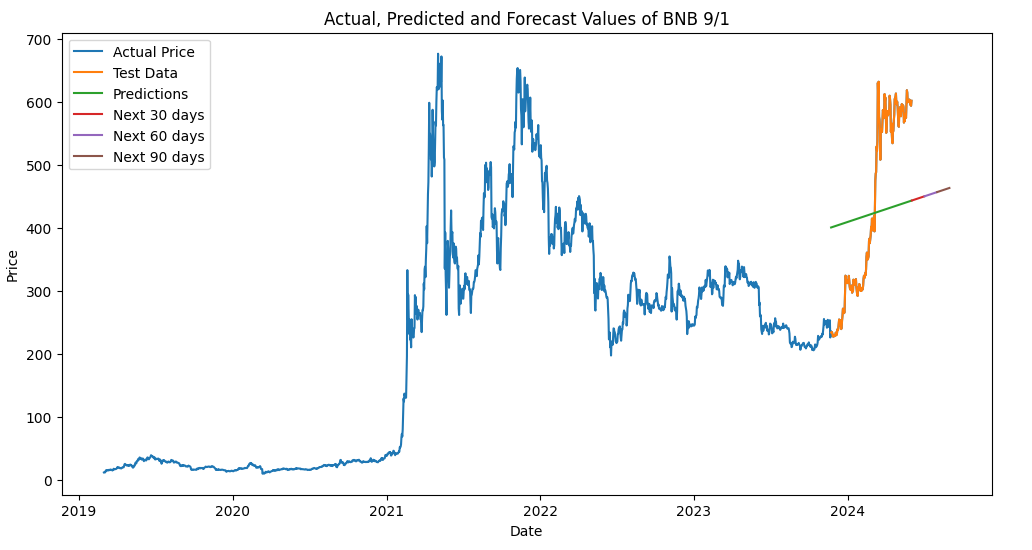 Actual, Predicted and Forecast Values of BNB 9/1
700
600
500
400
300
200
100
0
Price
Actual Price
Test Data
Predictions
Next 30 days
Next 60 days
Next 90 days
2019 2020 2021 2022 2023 2024
Date